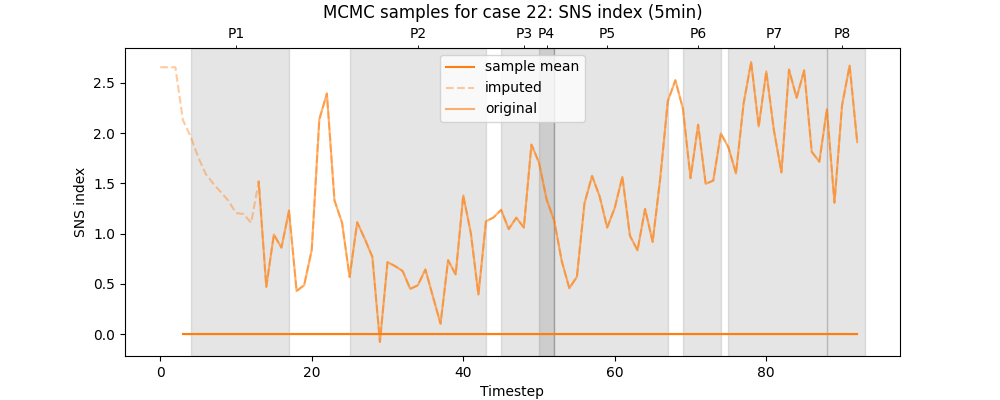 MCMC samples for case 22: SNS index (5min)
P1 P2 P3 P4 P5 P6 P7 P8
sample mean
imputed
original
SNS index
2.5
2.0
1.5
1.0
0.5
0.0
0 20 40 60 80
Timestep